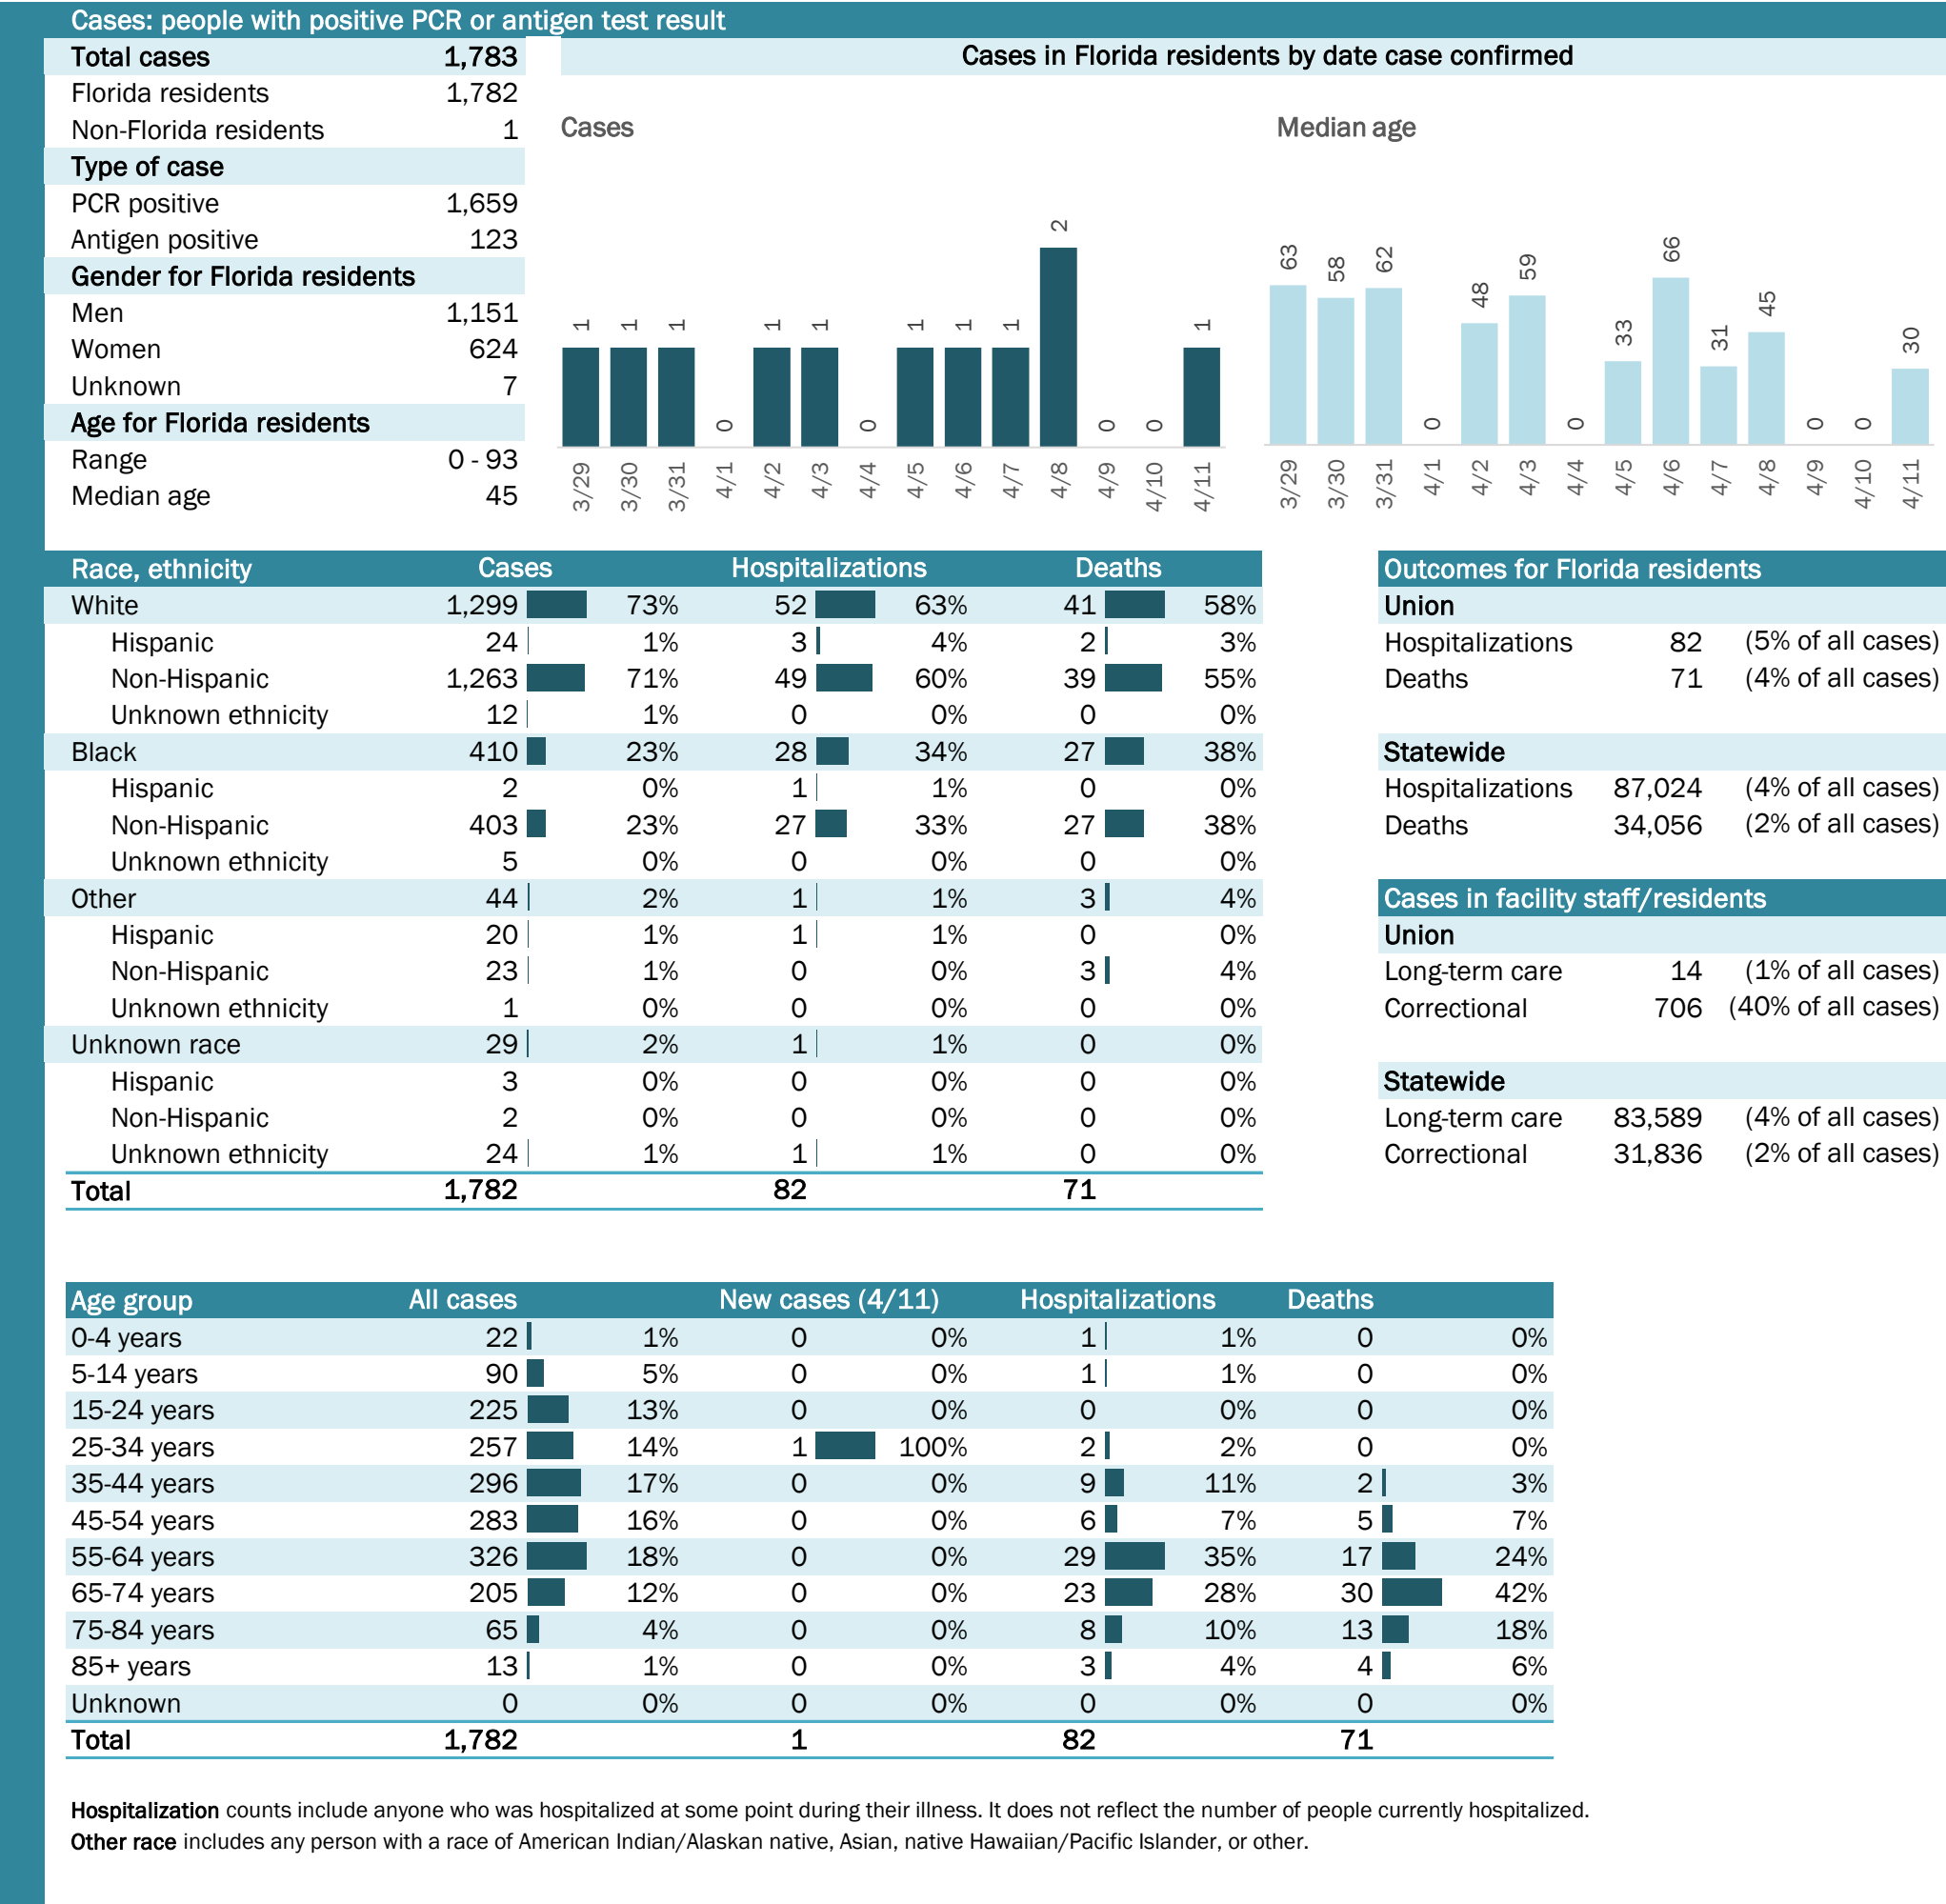 Cases: people with positive PCR or antigen test result
Total cases 1,783
Florida residents 1,782
Non-Florida residents 1
Type of case
PCR positive 1,659
Antigen positive 123
Gender for Florida residents
Men 1,151
Women 624
Unknown 7
Age for Florida residents
Range 0 - 93
Median age 45
Cases in Florida residents by date case confirmed
Cases
1 1 1 0 1 1 0 1 1 1 2 0 0 1
3/29 3/30 3/31 4/1 4/2 4/3 4/4 4/5 4/6 4/7 4/8 4/9 4/10 4/11
Median age
63 58 62 0 48 59 0 33 66 31 45 0 0 30
3/29 3/30 3/31 4/1 4/2 4/3 4/4 4/5 4/6 4/7 4/8 4/9 4/10 4/11
Race, ethnicity Cases Hospitalizations Deaths
White 1,299 73% 52 63% 41 58%
Hispanic 24 1% 3 4% 2 3%
Non-Hispanic 1,263 71% 49 60% 39 55%
Unknown ethnicity 12 1% 0 0% 0 0%
Black 410 23% 28 34% 27 38%
Hispanic 2 0% 1 1% 0 0%
Non-Hispanic 403 23% 27 33% 27 38%
Unknown ethnicity 5 0% 0 0% 0 0%
Other 44 2% 1 1% 3 4%
Hispanic 20 1% 1 1% 0 0%
Non-Hispanic 23 1% 0 0% 3 4%
Unknown ethnicity 1 0% 0 0% 0 0%
Unknown race 29 2% 1 1% 0 0%
Hispanic 3 0% 0 0% 0 0%
Non-Hispanic 2 0% 0 0% 0 0%
Unknown ethnicity 24 1% 1 1% 0 0%
Total 1,782 82 71
Outcomes for Florida residents
Union
Hospitalizations 82 (5% of all cases)
Deaths 71 (4% of all cases)
Statewide
Hospitalizations 87,024 (4% of all cases)
Deaths 34,056 (2% of all cases)
Cases in facility staff/residents
Union
Long-term care 14 (1% of all cases)
Correctional 706 (40% of all cases)
Statewide
Long-term care 83,589 (4% of all cases)
Correctional 31,836 (2% of all cases)
Age group All cases New cases (4/11) Hospitalizations Deaths
0-4 years 22 1% 0 0% 1 1% 0 0%
5-14 years 90 5% 0 0% 1 1% 0 0%
15-24 years 225 13% 0 0% 0 0% 0 0%
25-34 years 257 14% 1 100% 2 2% 0 0%
35-44 years 296 17% 0 0% 9 11% 2 3%
45-54 years 283 16% 0 0% 6 7% 5 7%
55-64 years 326 18% 0 0% 29 35% 17 24%
65-74 years 205 12% 0 0% 23 28% 30 42%
75-84 years 65 4% 0 0% 8 10% 13 18%
85+ years 13 1% 0 0% 3 4% 4 6%
Unknown 0 0% 0 0% 0 0% 0 0%
Total 1,782 1 82 71
Hospitalization counts include anyone who was hospitalized at some point during their illness. It does not reflect the number of people currently hospitalized.
Other race includes any person with a race of American Indian/Alaskan native, Asian, native Hawaiian/Pacific Islander, or other.